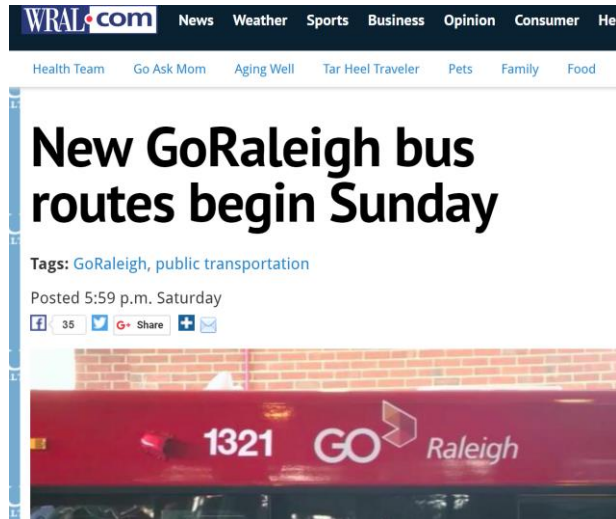 WRAL.com News Weather Sports Business Opinion Consumer He
Health Team Go Ask Mom Aging Well Tar Heel Traveler Pets Family Food
New GoRaleigh bus
routes begin Sunday
Tags: GoRaleigh, public transportation
Posted 5:59 p.m. Saturday
f 35 G+ Share
1321 GO Raleigh